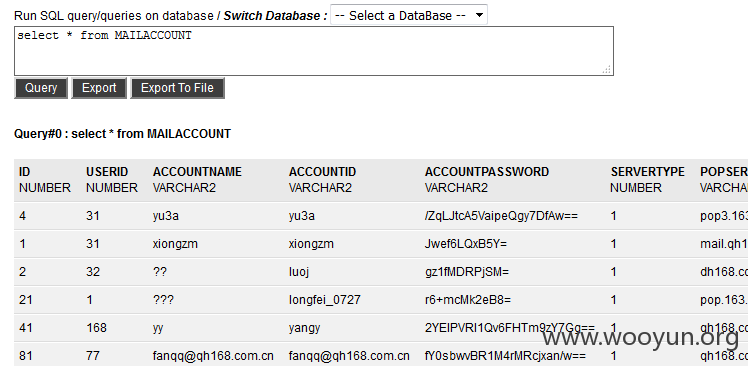 Run SQL query/queries on database / Switch Database : -- Select a DataBase --
select * from MAILACCOUNT
Query Export Export To File
Query#0 : select * from MAILACCOUNT
ID USERID ACCOUNTNAME ACCOUNTID ACCOUNTPASSWORD SERVERTYPE POPSER
NUMBER NUMBER VARCHAR2 VARCHAR2 VARCHAR2 NUMBER VARCHA
4 31 yu3a yu3a /ZqLJtcA5VaipeQgy7DfAw== 1 pop3.163
1 31 xiongzm xiongzm Jwef6LQxB5Y= 1 mail.qh1
2 32 ?? luoj gz1fMDRPjSM= 1 dh168.co
21 1 ??? longfei_0727 r6+mcMk2eB8= 1 pop.163.
41 168 yy yangy 2YEIPVRI1Qv6FHTm9zY7Gg== 1 qh168.co
81 77 fanqq@qh168.com.cn fanqq@qh168.com.cn fY0sbwvBR1M4rMRcjxan/w== 1 qh168.co
www.wooyun.org